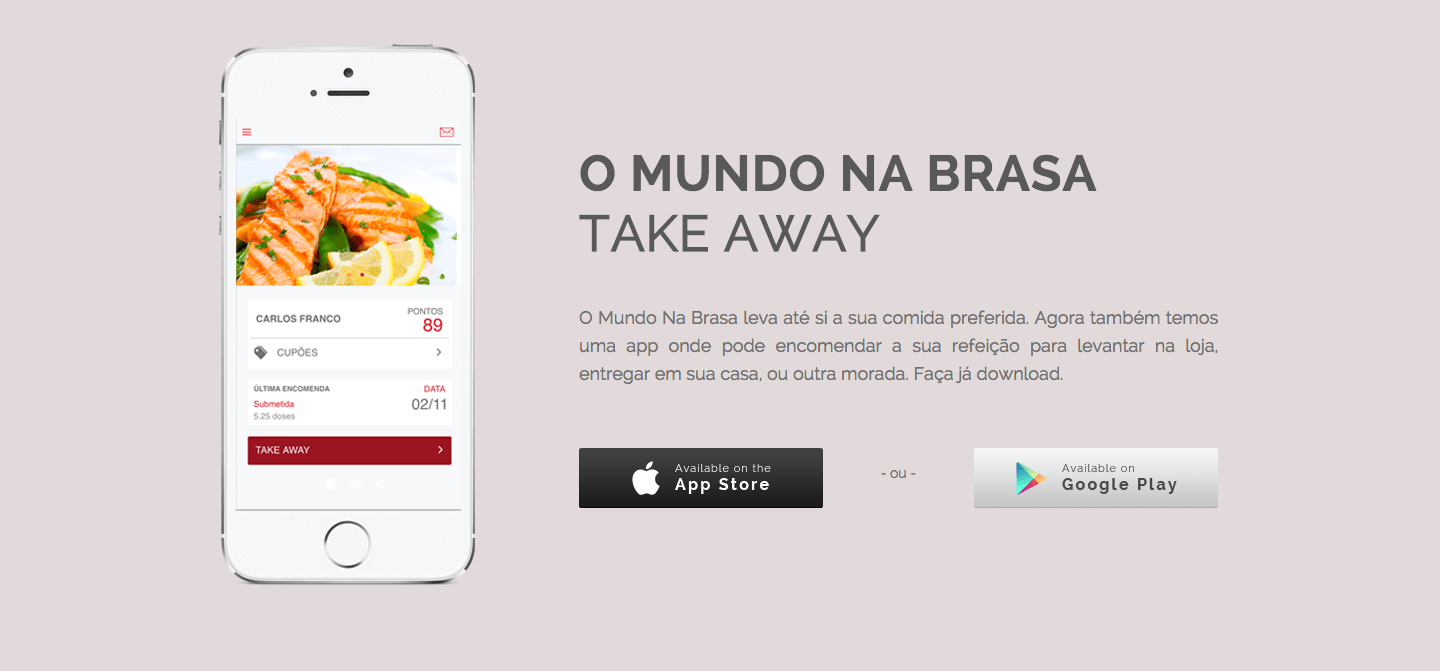 CARLOS FRANCO
PONTOS
89
CUPÕES
ÚLTIMA ENCOMENDA
DATA
Submetida
02/11
5.25 doses
TAKE AWAY
O MUNDO NA BRASA
TAKE AWAY
O Mundo Na Brasa leva até si a sua comida preferida. Agora também temos
uma app onde pode encomendar a sua refeição para levantar na loja,
entregar em sua casa, ou outra morada. Faça já download.
Available on the
App Store
- ou -
Available on
Google Play